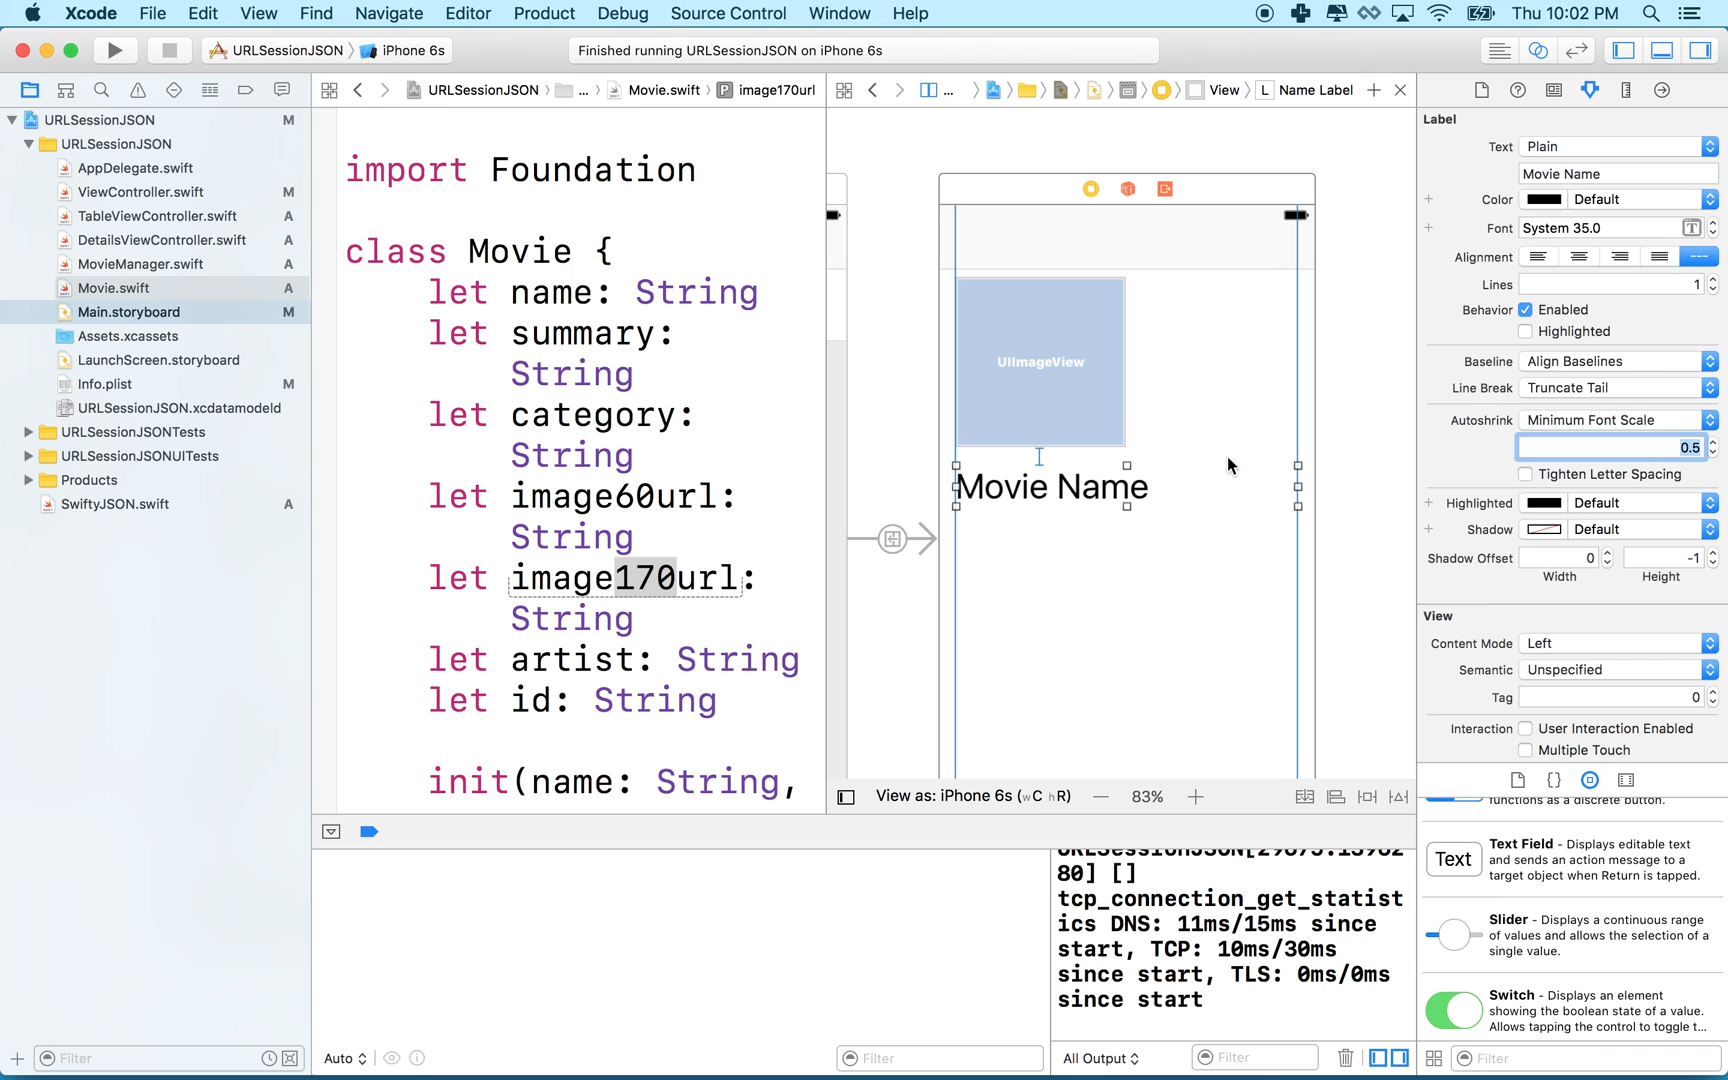 Xcode File Edit View Find Navigate Editor Product Debug Source Control Window Help Thu 10:02 PM
URLSessionJSON iPhone 6s Finished running URLSessionJSON on iPhone 6s
URLSessionJSON ... Movie.swift P image170url
... View L Name Label
URLSessionJSON M
URLSessionJSON
AppDelegate.swift
ViewController.swift M
TableViewController.swift A
DetailsViewController.swift A
MovieManager.swift A
Movie.swift A
Main.storyboard M
Assets.xcassets
LaunchScreen.storyboard
Info.plist M
URLSessionJSON.xcdatamodeld
URLSessionJSONTests
URLSessionJSONUITests
Products
SwiftyJSON.swift A
Filter
import Foundation
class Movie {
let name: String
let summary:
String
let category:
String
let image60url:
String
let image170url:
String
let artist: String
let id: String
init(name: String,
UIImageView
Movie Name
View as: iPhone 6s (wC hR) 83%
Label
Text Plain
Movie Name
Color Default
Font System 35.0 T
Alignment
Lines 1
Behavior Enabled
Highlighted
Baseline Align Baselines
Line Break Truncate Tail
Autoshrink Minimum Font Scale
0.5
Tighten Letter Spacing
Highlighted Default
Shadow Default
Shadow Offset 0 -1
Width Height
View
Content Mode Left
Semantic Unspecified
Tag 0
Interaction User Interaction Enabled
Multiple Touch
functions as a discrete button.
Text
Text Field - Displays editable text
and sends an action message to a
target object when Return is tapped.
Slider - Displays a continuous range
of values and allows the selection of a
single value.
Switch - Displays an element
showing the boolean state of a value.
Allows tapping the control to toggle t...
Filter
80] []
tcp_connection_get_statist
ics DNS: 11ms/15ms since
start, TCP: 10ms/30ms
since start, TLS: 0ms/0ms
since start
Auto Filter
All Output Filter